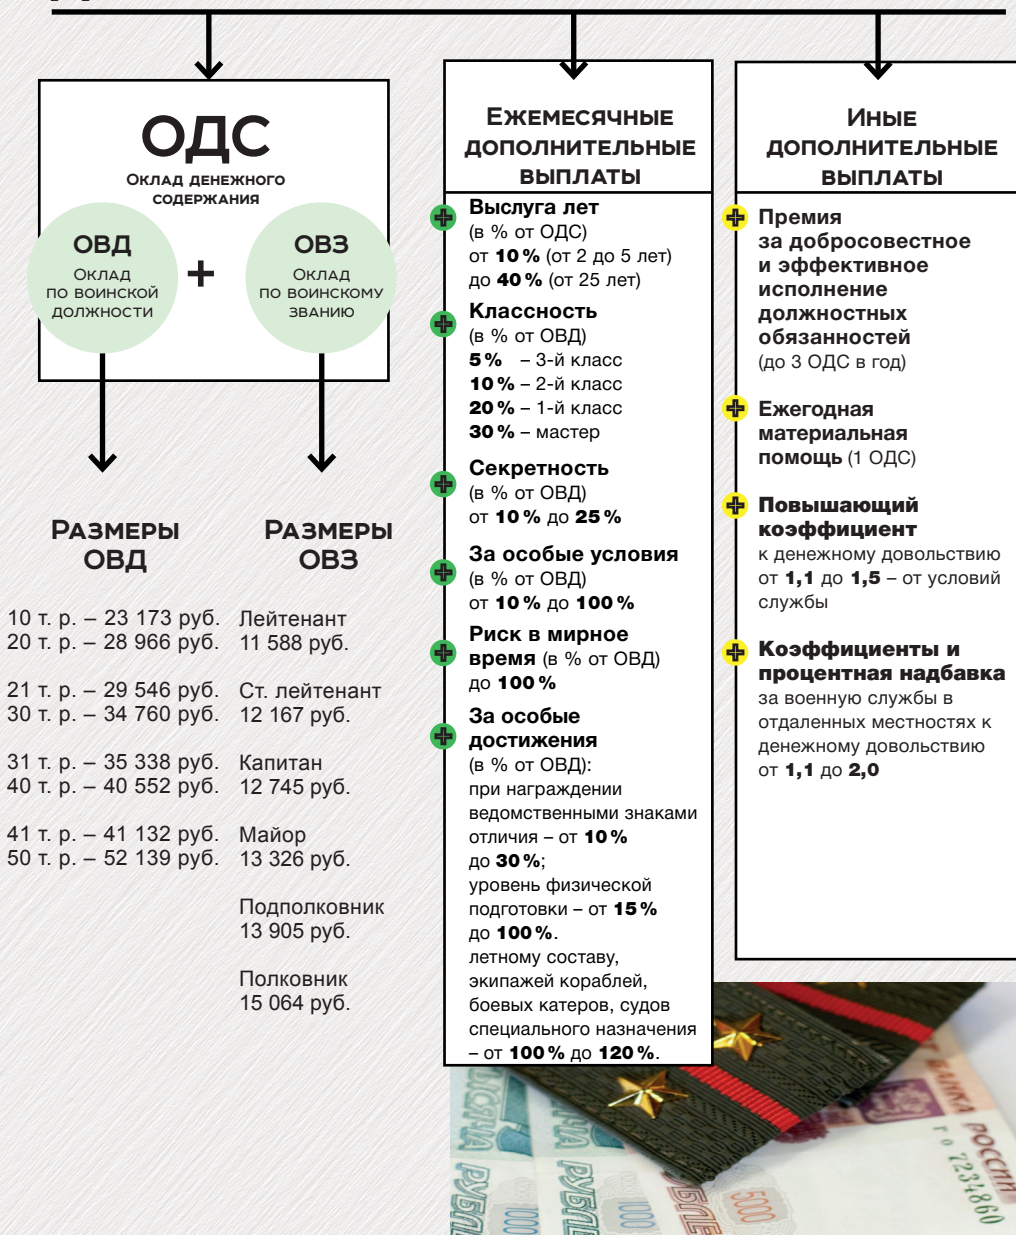 ОДС
Оклад денежного
содержания
ОВД
Оклад
по воинской
должности
+
ОВЗ
Оклад
по воинскому
званию
Размеры
ОВД
10 т. р. – 23 173 руб.
20 т. р. – 28 966 руб.
21 т. р. – 29 546 руб.
30 т. р. – 34 760 руб.
31 т. р. – 35 338 руб.
40 т. р. – 40 552 руб.
41 т. р. – 41 132 руб.
50 т. р. – 52 139 руб.
Размеры
ОВЗ
Лейтенант
11 588 руб.
Ст. лейтенант
12 167 руб.
Капитан
12 745 руб.
Майор
13 326 руб.
Подполковник
13 905 руб.
Полковник
15 064 руб.
Ежемесячные
дополнительные
выплаты
Выслуга лет
(в % от ОДС)
от 10 % (от 2 до 5 лет)
до 40 % (от 25 лет)
Классность
(в % от ОВД)
5 % – 3-й класс
10 % – 2-й класс
20 % – 1-й класс
30 % – мастер
Секретность
(в % от ОВД)
от 10 % до 25 %
За особые условия
(в % от ОВД)
от 10 % до 100 %
Риск в мирное
время (в % от ОВД)
до 100 %
За особые
достижения
(в % от ОВД):
при награждении
ведомственными знаками
отличия – от 10 %
до 30 %;
уровень физической
подготовки – от 15 %
до 100 %.
летному составу,
экипажей кораблей,
боевых катеров, судов
специального назначения
– от 100 % до 120 %.
Иные
дополнительные
выплаты
Премия
за добросовестное
и эффективное
исполнение
должностных
обязанностей
(до 3 ОДС в год)
Ежегодная
материальная
помощь (1 ОДС)
Повышающий
коэффициент
к денежному довольствию
от 1,1 до 1,5 – от условий
службы
Коэффициенты и
процентная надбавка
за военную службы в
отдаленных местностях к
денежному довольствию
от 1,1 до 2,0
БАНКА РОССИИ
го 7234860
5000
1000